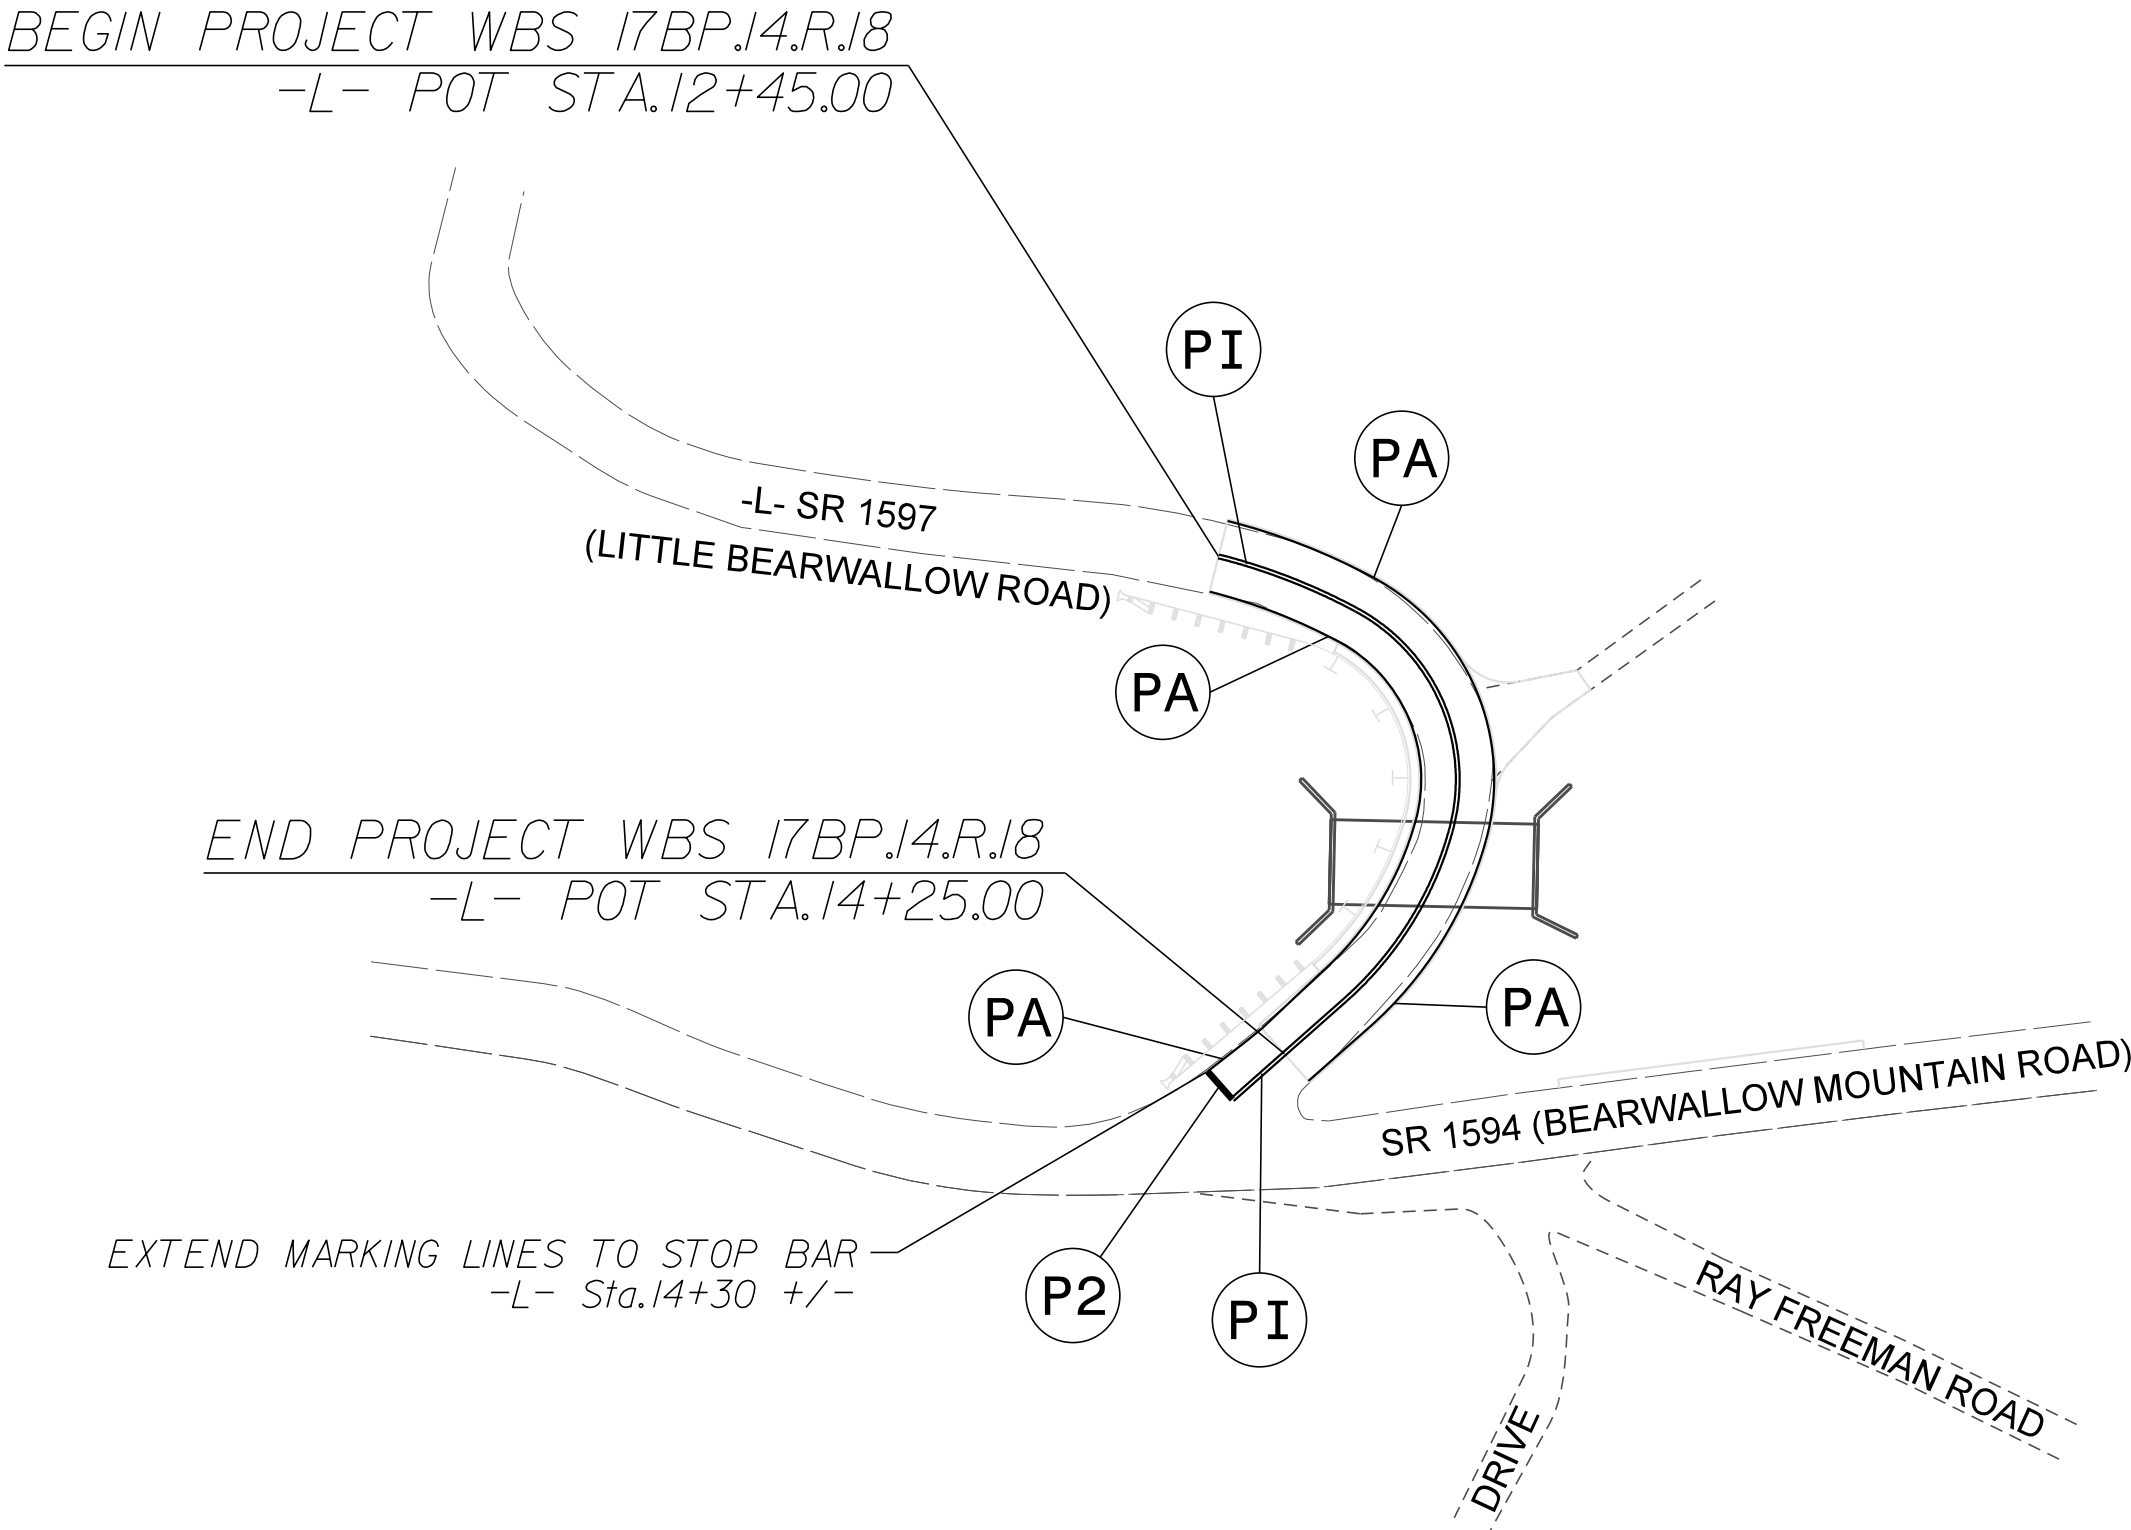 BEGIN PROJECT WBS 17BP.14.R.18
-L- POT STA.12+45.00
PI
PA
-L- SR 1597
(LITTLE BEARWALLOW ROAD)
PA
END PROJECT WBS 17BP.14.R.18
-L- POT STA.14+25.00
PA
PA
SR 1594 (BEARWALLOW MOUNTAIN ROAD)
EXTEND MARKING LINES TO STOP BAR
-L- Sta.14+30 +/-
P2
PI
RAY FREEMAN ROAD
DRIVE